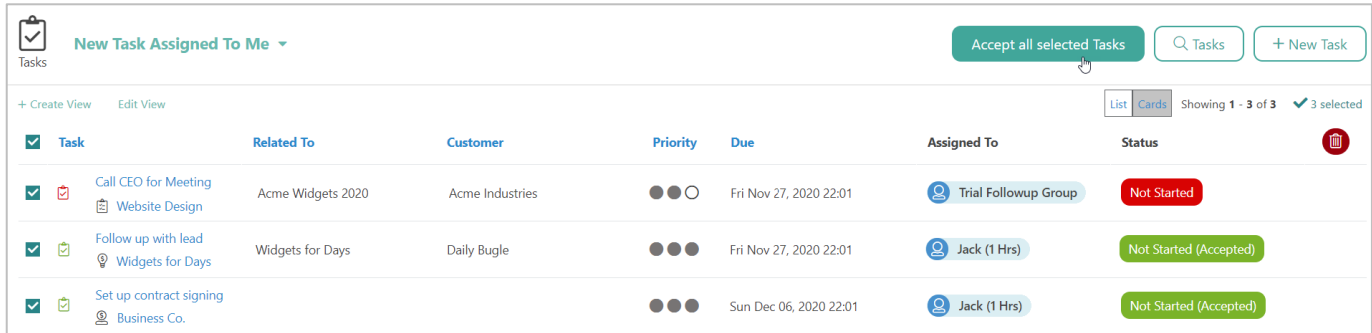 Tasks
New Task Assigned To Me
Accept all selected Tasks
Tasks
+ New Task
+ Create View Edit View
List Cards Showing 1 - 3 of 3 3 selected
Task Related To Customer Priority Due Assigned To Status
Call CEO for Meeting
Website Design
Acme Widgets 2020 Acme Industries Fri Nov 27, 2020 22:01 Trial Followup Group Not Started
Follow up with lead
Widgets for Days
Widgets for Days Daily Bugle Fri Nov 27, 2020 22:01 Jack (1 Hrs) Not Started (Accepted)
Set up contract signing
Business Co.
Sun Dec 06, 2020 22:01 Jack (1 Hrs) Not Started (Accepted)